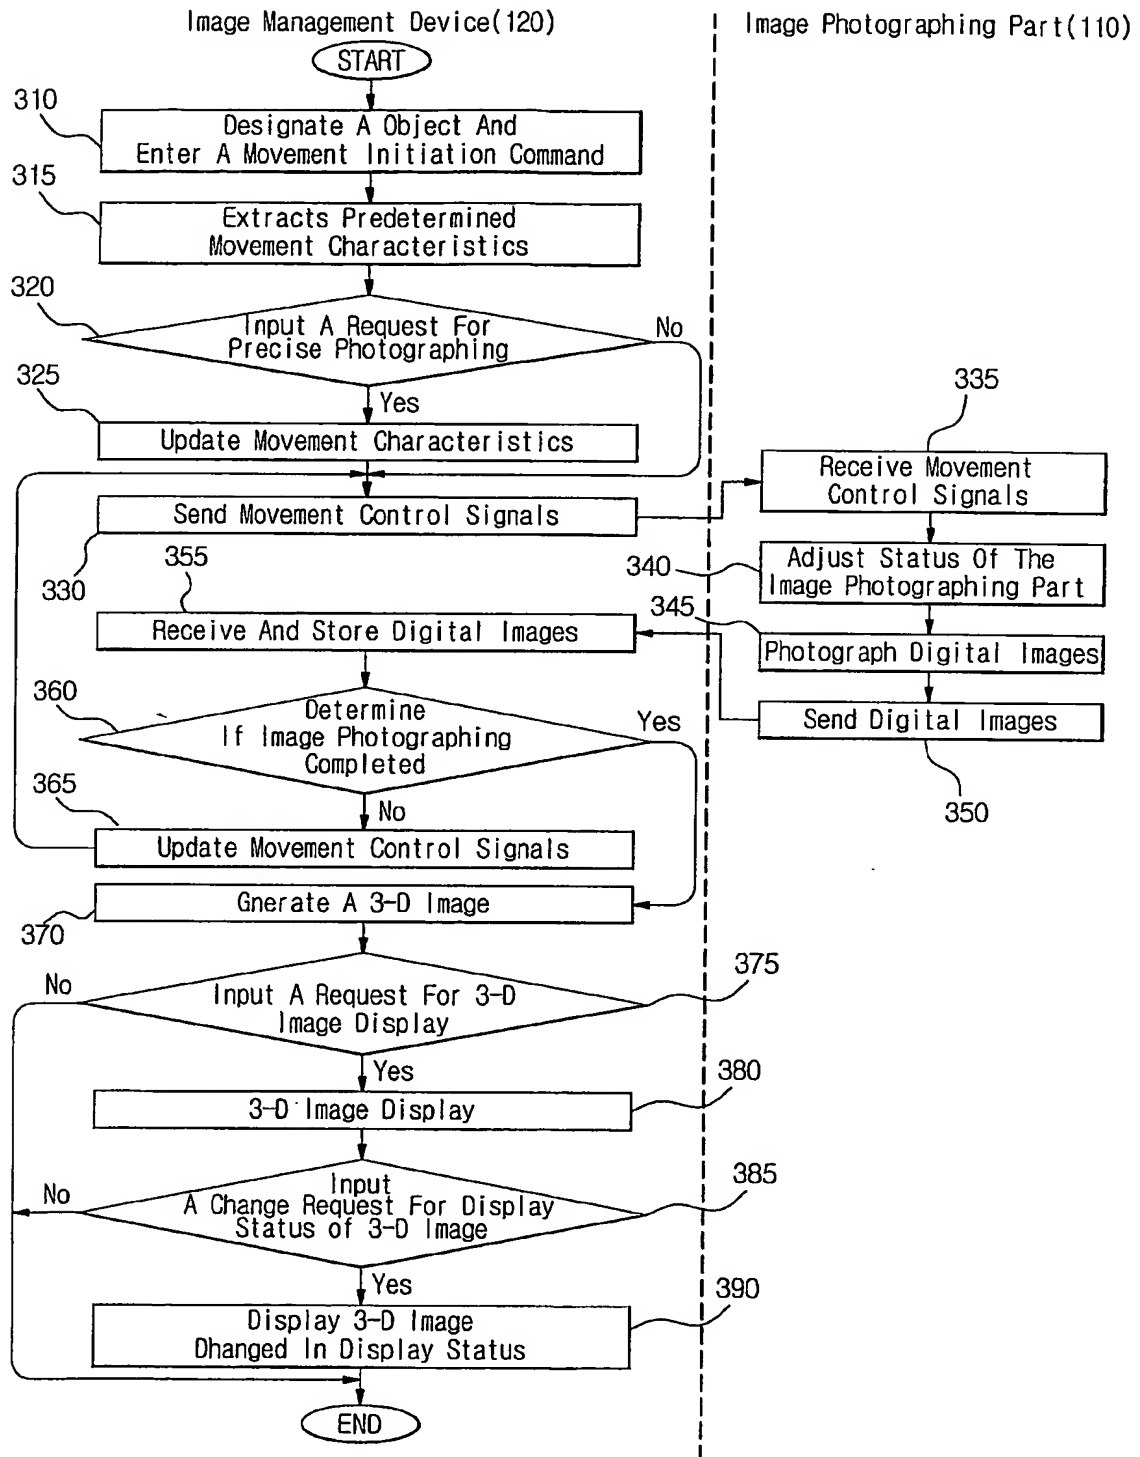 Image Management Device(120)
Image Photographing Part(110)
START
310
Designate A Object And
Enter A Movement Initiation Command
315
Extracts Predetermined
Movement Characteristics
320
Input A Request For
Precise Photographing
No
Yes
325
Update Movement Characteristics
330
Send Movement Control Signals
335
Receive Movement
Control Signals
340
Adjust Status Of The
Image Photographing Part
345
Photograph Digital Images
Send Digital Images
350
355
Receive And Store Digital Images
360
Determine
If Image Photographing
Completed
Yes
No
365
Update Movement Control Signals
Gnerate A 3-D Image
370
375
Input A Request For 3-D
Image Display
No
Yes
380
3-D Image Display
385
Input
A Change Request For Display
Status of 3-D Image
No
Yes
390
Display 3-D Image
Dhanged In Display Status
END